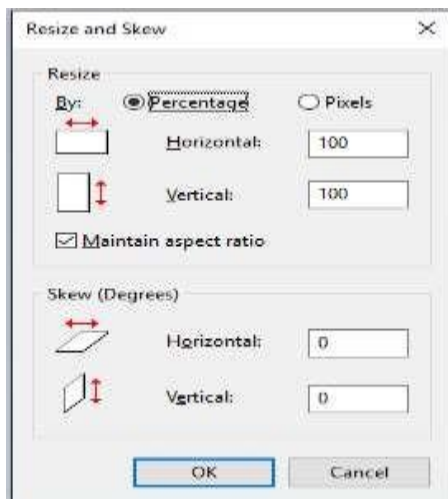 Resize and Skew
Resize
By: Percentage Pixels
Horizontal: 100
Vertical: 100
Maintain aspect ratio
Skew (Degrees)
Horizontal: 0
Vertical: 0
OK Cancel